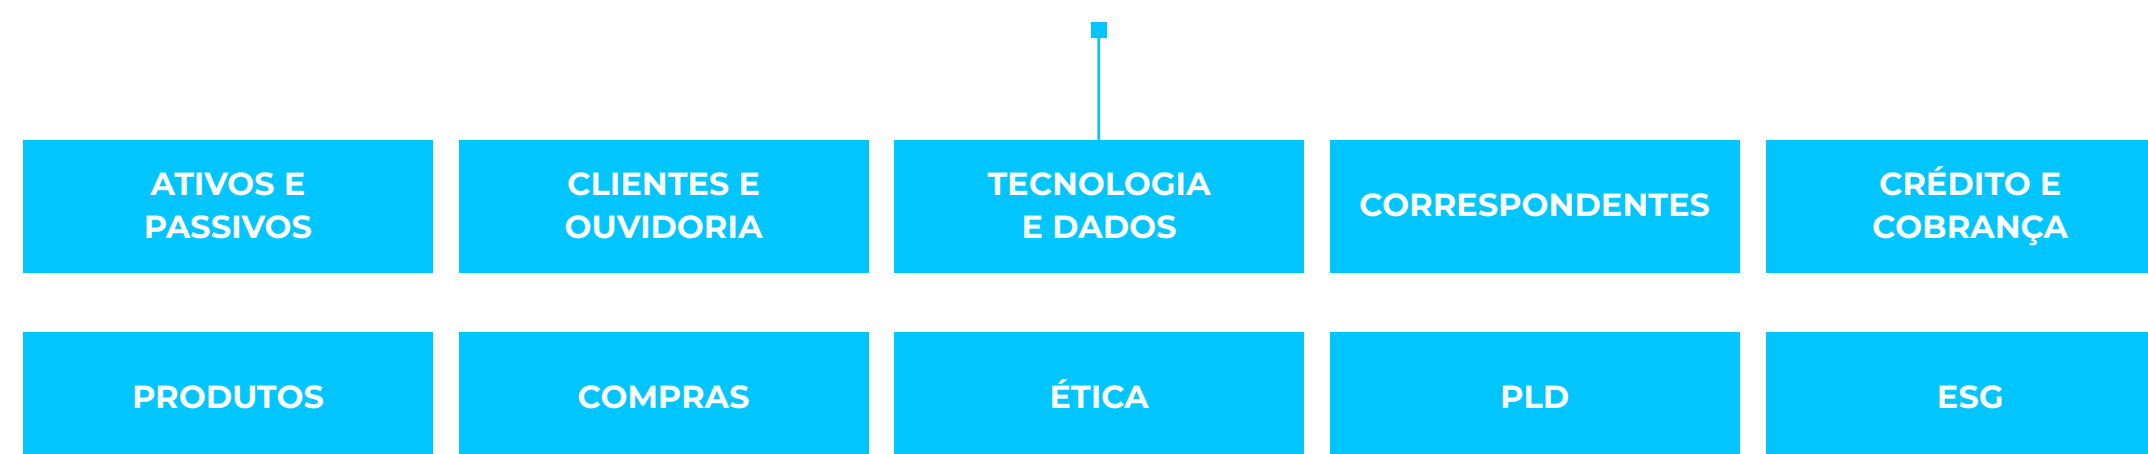 ATIVOS E
PASSIVOS
CLIENTES E
OUVIDORIA
TECNOLOGIA
E DADOS
CORRESPONDENTES
CRÉDITO E
COBRANÇA
PRODUTOS
COMPRAS
ÉTICA
PLD
ESG